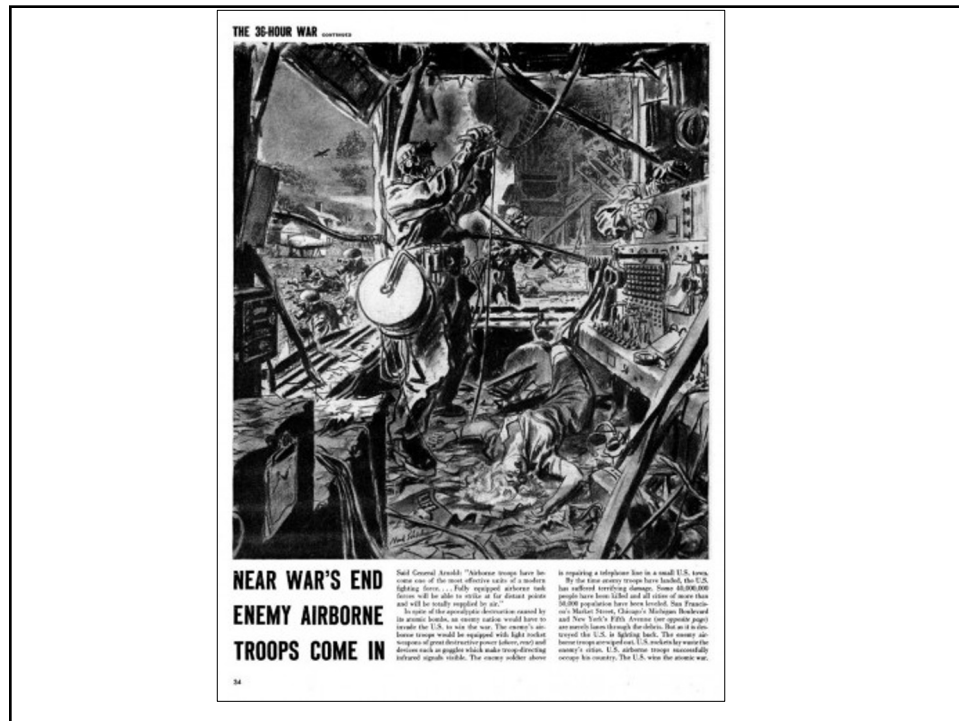 THE 36-HOUR WAR CONTINUED
NEAR WAR'S END
ENEMY AIRBORNE
TROOPS COME IN
Said General Arnold: "Airborne troops have be-
come one of the most effective units of a modern
fighting force. . . . Fully equipped airborne task
forces will be able to strike at far distant points
and will be totally supplied by air."
In spite of the apocalyptic destruction caused by
its atomic bombs, an enemy nation would have to
invade the U.S. to win the war. The enemy's air-
borne troops would be equipped with light rocket
weapons of great destructive power (above, rear) and
devices such as goggles which make troop-directing
infrared signals visible. The enemy soldier above
is repairing a telephone line in a small U.S. town.
By the time enemy troops have landed, the U.S.
has suffered terrifying damage. Some 40,000,000
people have been killed and all cities of more than
50,000 population have been leveled. San Francis-
co's Market Street, Chicago's Michigan Boulevard
and New York's Fifth Avenue (see opposite page)
are merely lanes through the debris. But as it is des-
troyed the U.S. is fighting back. The enemy air-
borne troops are wiped out. U.S. rockets lay waste the
enemy's cities. U.S. airborne troops successfully
occupy his country. The U.S. wins the atomic war.
34